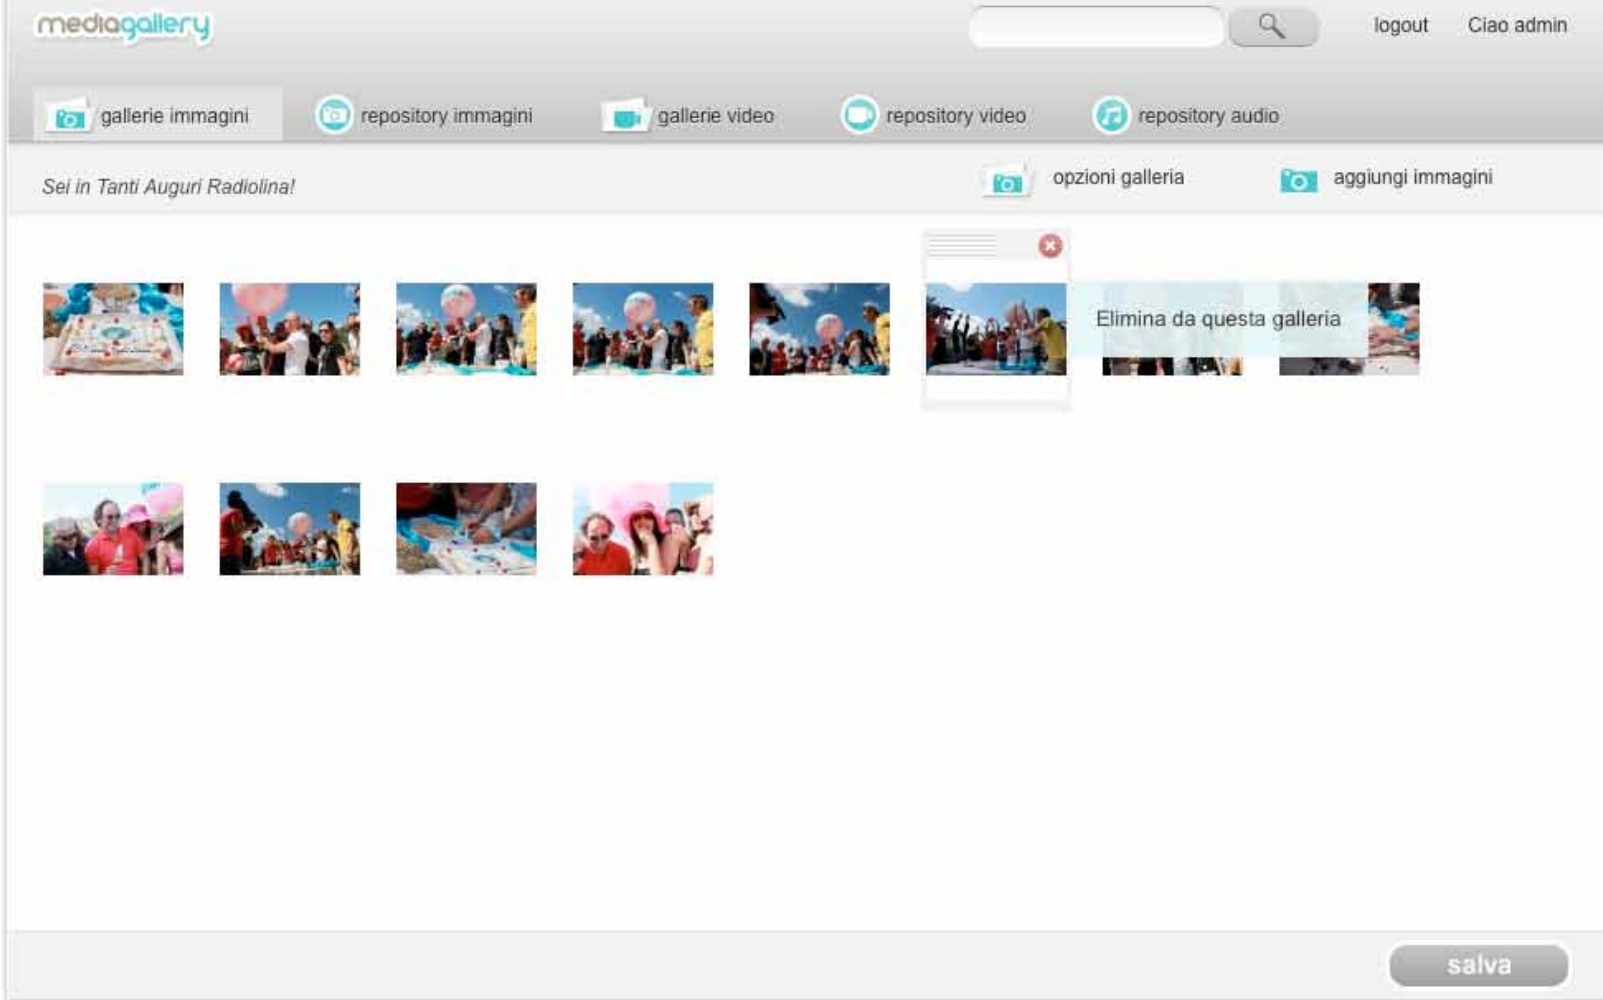 mediagallery
logout Ciao admin
gallerie immagini repository immagini gallerie video repository video repository audio
Sei in Tanti Auguri Radiolina!
opzioni galleria aggiungi immagini
Elimina da questa galleria
salva